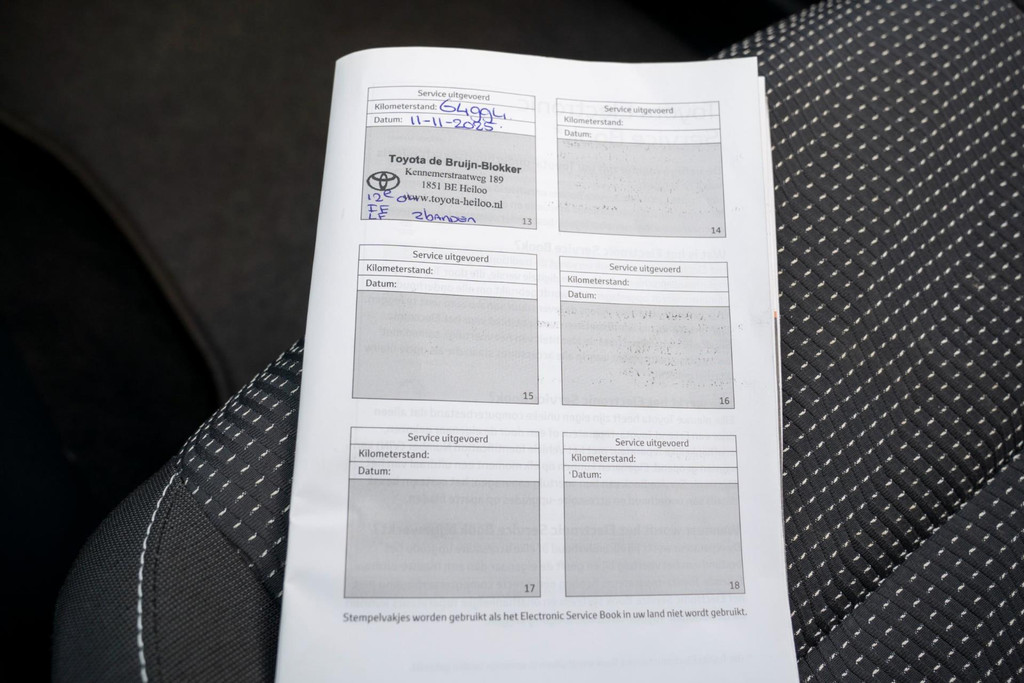 Service uitgevoerd
Kilometerstand: 64994
Datum: 11-11-2025.
Toyota de Bruijn-Blokker
Kennemerstraatweg 189
1851 BE Heiloo
www.toyota-heiloo.nl
12e
2banden
13
Service uitgevoerd
Kilometerstand:
Datum:
14
Service uitgevoerd
Kilometerstand:
Datum:
15
Service uitgevoerd
Kilometerstand:
Datum:
16
Service uitgevoerd
Kilometerstand:
Datum:
17
Service uitgevoerd
Kilometerstand:
Datum:
18
Stempelvakjes worden gebruikt als het Electronic Service Book in uw land niet wordt gebruikt.